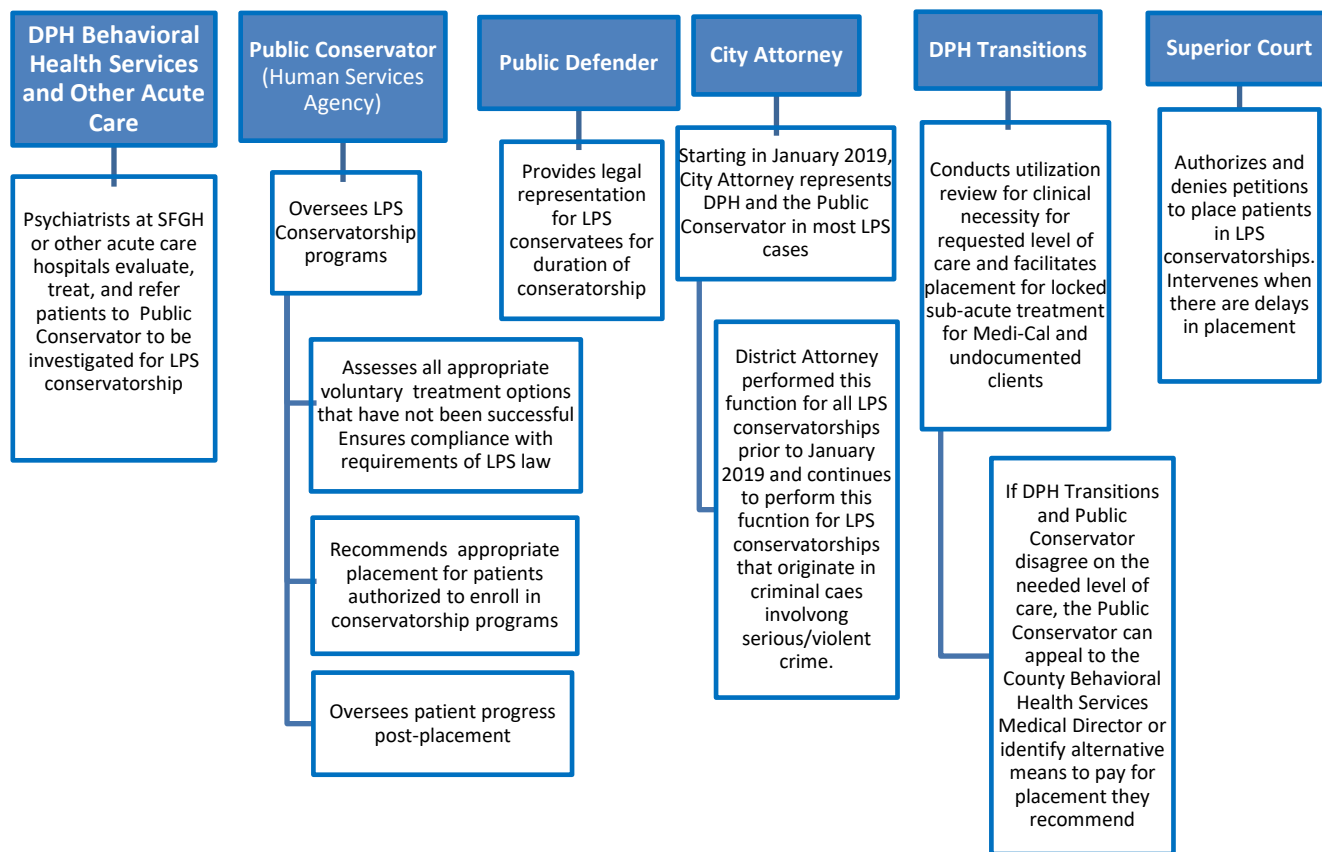 DPH Behavioral
Health Services
and Other Acute
Care
Psychiatrists at SFGH
or other acute care
hospitals evaluate,
treat, and refer
patients to Public
Conservator to be
investigated for LPS
conservatorship
Public Conservator
(Human Services
Agency)
Oversees LPS
Conservatorship
programs
Assesses all appropriate
voluntary treatment options
that have not been successful
Ensures compliance with
requirements of LPS law
Recommends appropriate
placement for patients
authorized to enroll in
conservatorship programs
Oversees patient progress
post-placement
Public Defender
Provides legal
representation
for LPS
conservatees for
duration of
conseratorship
City Attorney
Starting in January 2019,
City Attorney represents
DPH and the Public
Conservator in most LPS
cases
District Attorney
performed this
function for all LPS
conservatorships
prior to January
2019 and continues
to perform this
fucntion for LPS
conservatorships
that originate in
criminal caes
involvong
serious/violent
crime.
DPH Transitions
Conducts utilization
review for clinical
necessity for
requested level of
care and facilitates
placement for locked
sub-acute treatment
for Medi-Cal and
undocumented
clients
If DPH Transitions
and Public
Conservator
disagree on the
needed level of
care, the Public
Conservator can
appeal to the
County Behavioral
Health Services
Medical Director or
identify alternative
means to pay for
placement they
recommend
Superior Court
Authorizes and
denies petitions
to place patients
in LPS
conservatorships.
Intervenes when
there are delays
in placement